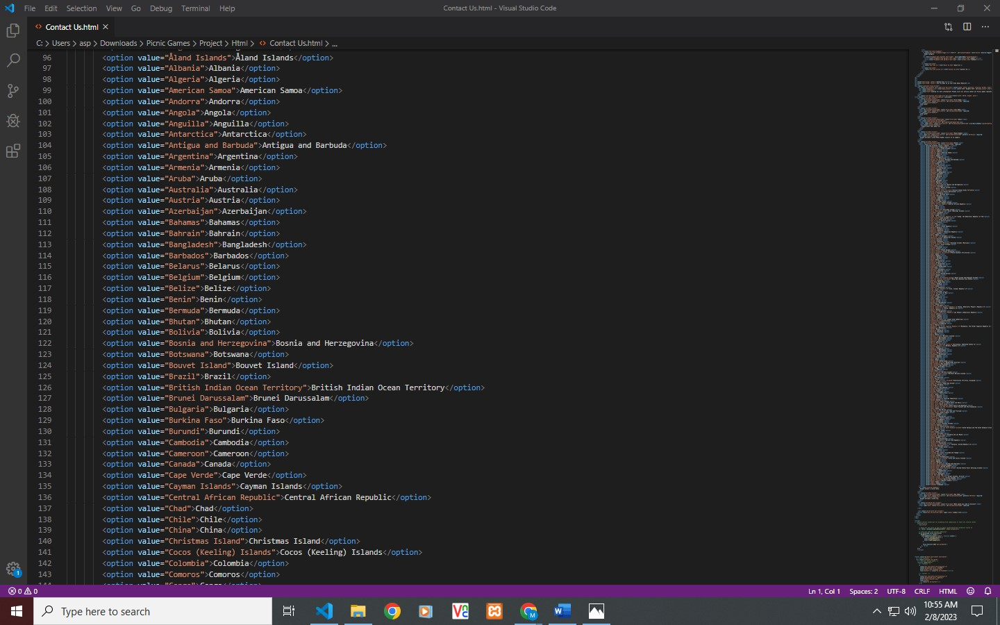 File Edit Selection View Go Debug Terminal Help
Contact Us.html - Visual Studio Code
Contact Us.html
C: > Users > asp > Downloads > Picnic Games > Project > Html > Contact Us.html > ...
96 <option value="Åland Islands">Åland Islands</option>
97 <option value="Albania">Albania</option>
98 <option value="Algeria">Algeria</option>
99 <option value="American Samoa">American Samoa</option>
100 <option value="Andorra">Andorra</option>
101 <option value="Angola">Angola</option>
102 <option value="Anguilla">Anguilla</option>
103 <option value="Antarctica">Antarctica</option>
104 <option value="Antigua and Barbuda">Antigua and Barbuda</option>
105 <option value="Argentina">Argentina</option>
106 <option value="Armenia">Armenia</option>
107 <option value="Aruba">Aruba</option>
108 <option value="Australia">Australia</option>
109 <option value="Austria">Austria</option>
110 <option value="Azerbaijan">Azerbaijan</option>
111 <option value="Bahamas">Bahamas</option>
112 <option value="Bahrain">Bahrain</option>
113 <option value="Bangladesh">Bangladesh</option>
114 <option value="Barbados">Barbados</option>
115 <option value="Belarus">Belarus</option>
116 <option value="Belgium">Belgium</option>
117 <option value="Belize">Belize</option>
118 <option value="Benin">Benin</option>
119 <option value="Bermuda">Bermuda</option>
120 <option value="Bhutan">Bhutan</option>
121 <option value="Bolivia">Bolivia</option>
122 <option value="Bosnia and Herzegovina">Bosnia and Herzegovina</option>
123 <option value="Botswana">Botswana</option>
124 <option value="Bouvet Island">Bouvet Island</option>
125 <option value="Brazil">Brazil</option>
126 <option value="British Indian Ocean Territory">British Indian Ocean Territory</option>
127 <option value="Brunei Darussalam">Brunei Darussalam</option>
128 <option value="Bulgaria">Bulgaria</option>
129 <option value="Burkina Faso">Burkina Faso</option>
130 <option value="Burundi">Burundi</option>
131 <option value="Cambodia">Cambodia</option>
132 <option value="Cameroon">Cameroon</option>
133 <option value="Canada">Canada</option>
134 <option value="Cape Verde">Cape Verde</option>
135 <option value="Cayman Islands">Cayman Islands</option>
136 <option value="Central African Republic">Central African Republic</option>
137 <option value="Chad">Chad</option>
138 <option value="Chile">Chile</option>
139 <option value="China">China</option>
140 <option value="Christmas Island">Christmas Island</option>
141 <option value="Cocos (Keeling) Islands">Cocos (Keeling) Islands</option>
142 <option value="Colombia">Colombia</option>
143 <option value="Comoros">Comoros</option>
1
0 0
Ln 1, Col 1 Spaces: 2 UTF-8 CRLF HTML
Type here to search
10:55 AM
2/8/2023